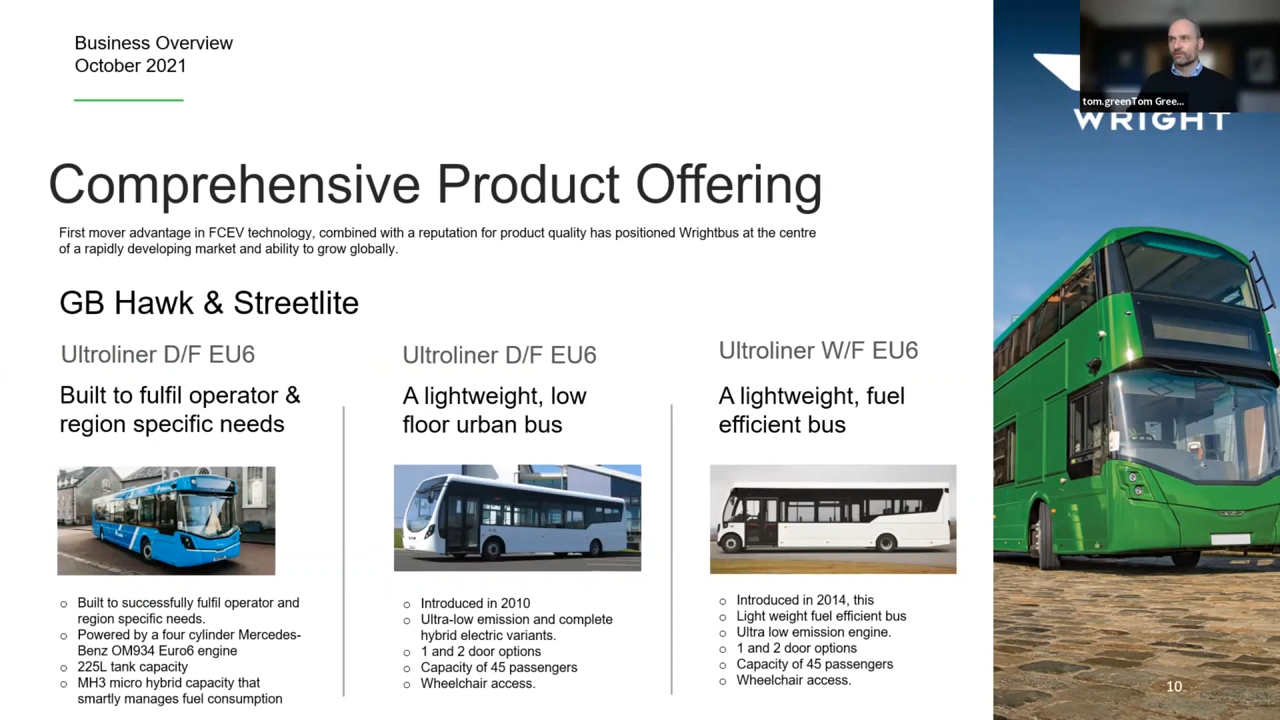 Business Overview
October 2021
tom.greenTom Gree...
WRIGHT
Comprehensive Product Offering
First mover advantage in FCEV technology, combined with a reputation for product quality has positioned Wrightbus at the centre
of a rapidly developing market and ability to grow globally.
GB Hawk & Streetlite
Ultroliner D/F EU6
Built to fulfil operator &
region specific needs
o Built to successfully fulfil operator and
region specific needs.
o Powered by a four cylinder Mercedes-
Benz OM934 Euro6 engine
o 225L tank capacity
o MH3 micro hybrid capacity that
smartly manages fuel consumption
Ultroliner D/F EU6
A lightweight, low
floor urban bus
o Introduced in 2010
o Ultra-low emission and complete
hybrid electric variants.
o 1 and 2 door options
o Capacity of 45 passengers
o Wheelchair access.
Ultroliner W/F EU6
A lightweight, fuel
efficient bus
o Introduced in 2014, this
o Light weight fuel efficient bus
o Ultra low emission engine.
o 1 and 2 door options
o Capacity of 45 passengers
o Wheelchair access.
10